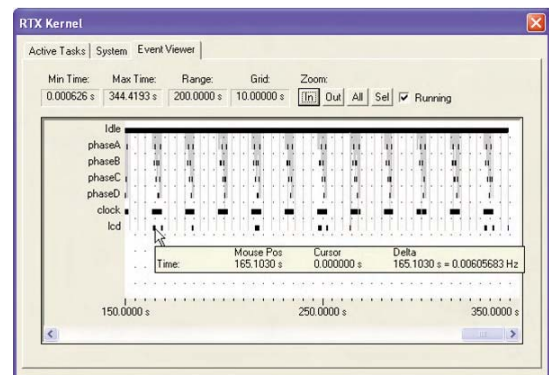 RTX Kernel
Active Tasks System Event Viewer
Min Time: Max Time: Range: Grid: Zoom:
0.000626 s 344.4193 s 200.0000 s 10.00000 s In Out All Sel Running
Idle
phaseA
phaseB
phaseC
phaseD
clock
lcd
Mouse Pos Cursor Delta
Time: 165.1030 s 0.000000 s 165.1030 s = 0.00605683 Hz
150.0000 s 250.0000 s 350.0000 s